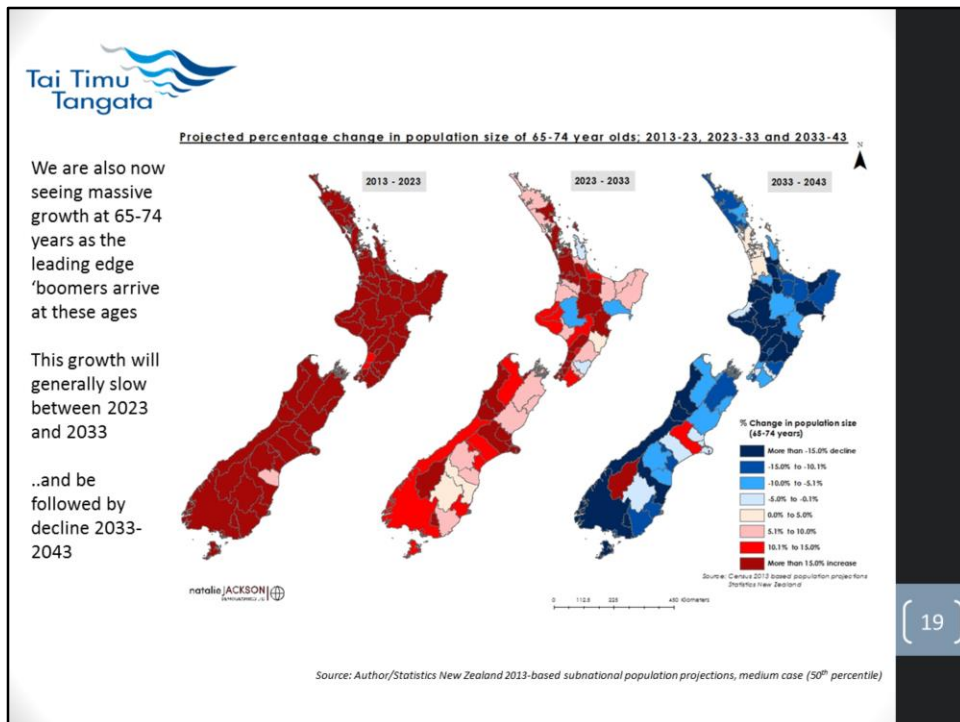 Tai Timu
Tangata
Projected percentage change in population size of 65-74 year olds; 2013-23, 2023-33 and 2033-43
We are also now
seeing massive
growth at 65-74
years as the
leading edge
‘boomers arrive
at these ages
This growth will
generally slow
between 2023
and 2033
..and be
followed by
decline 2033-
2043
N
2013 - 2023
2023 - 2033
2033 - 2043
% Change in population size
(65-74 years)
More than -15.0% decline
-15.0% to -10.1%
-10.0% to -5.1%
-5.0% to -0.1%
0.0% to 5.0%
5.1% to 10.0%
10.1% to 15.0%
More than 15.0% increase
Source: Census 2013 based population projections
Statistics New Zealand
natalieJACKSON
0 112.5 225 450 Kilometers
19
Source: Author/Statistics New Zealand 2013-based subnational population projections, medium case (50th percentile)